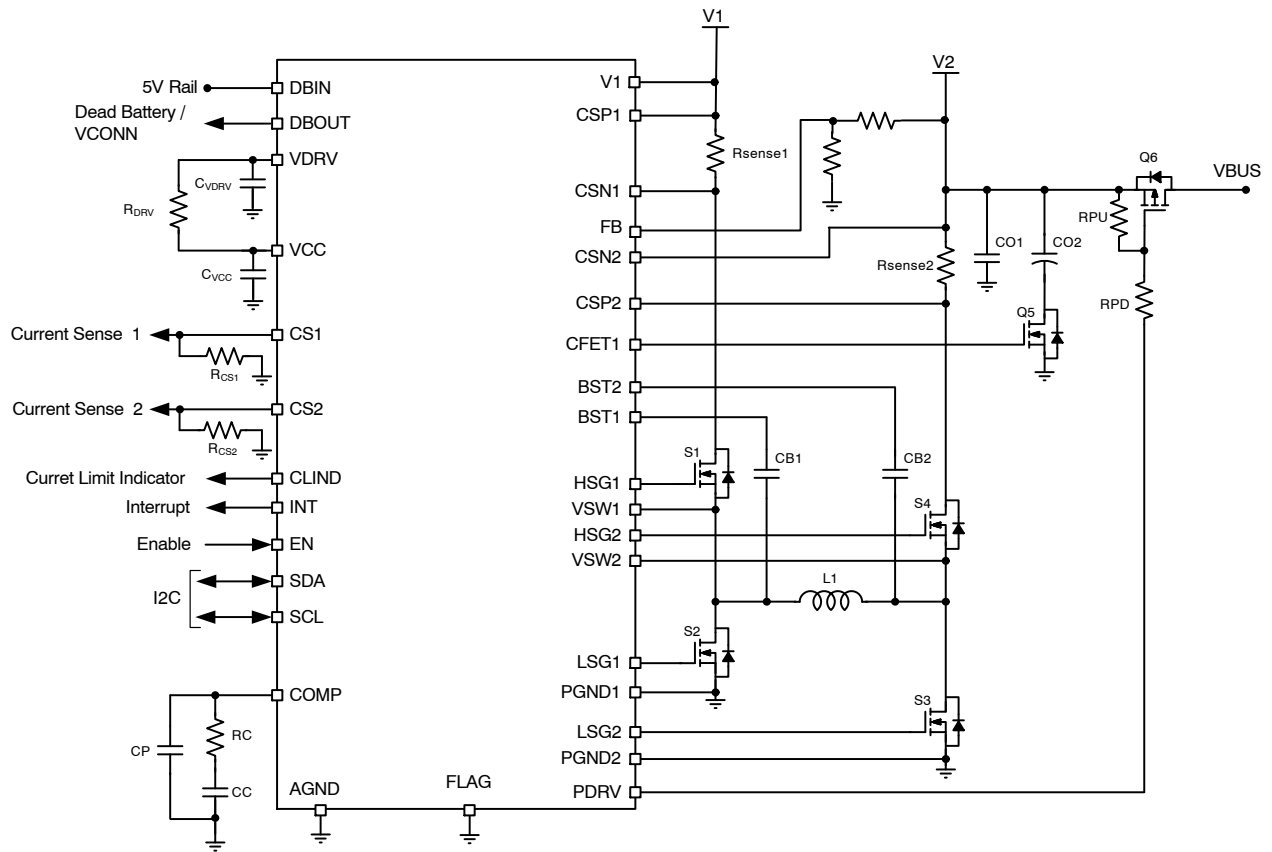 V1
V2
5V Rail
DBIN
V1
Dead Battery /
VCONN
DBOUT
CSP1
VDRV
CVDRV
RDRV
Rsense1
Q6
VBUS
CSN1
RPU
FB
VCC
CVCC
CSN2
Rsense2
CO1
CO2
CSP2
RPD
Current Sense 1
CS1
RCS1
CFET1
Q5
BST2
Current Sense 2
CS2
RCS2
BST1
S1
CB1
CB2
Curret Limit Indicator
CLIND
HSG1
Interrupt
INT
VSW1
S4
Enable
EN
HSG2
VSW2
I2C
SDA
SCL
L1
S2
LSG1
COMP
PGND1
S3
CP
RC
LSG2
PGND2
CC
AGND
FLAG
PDRV